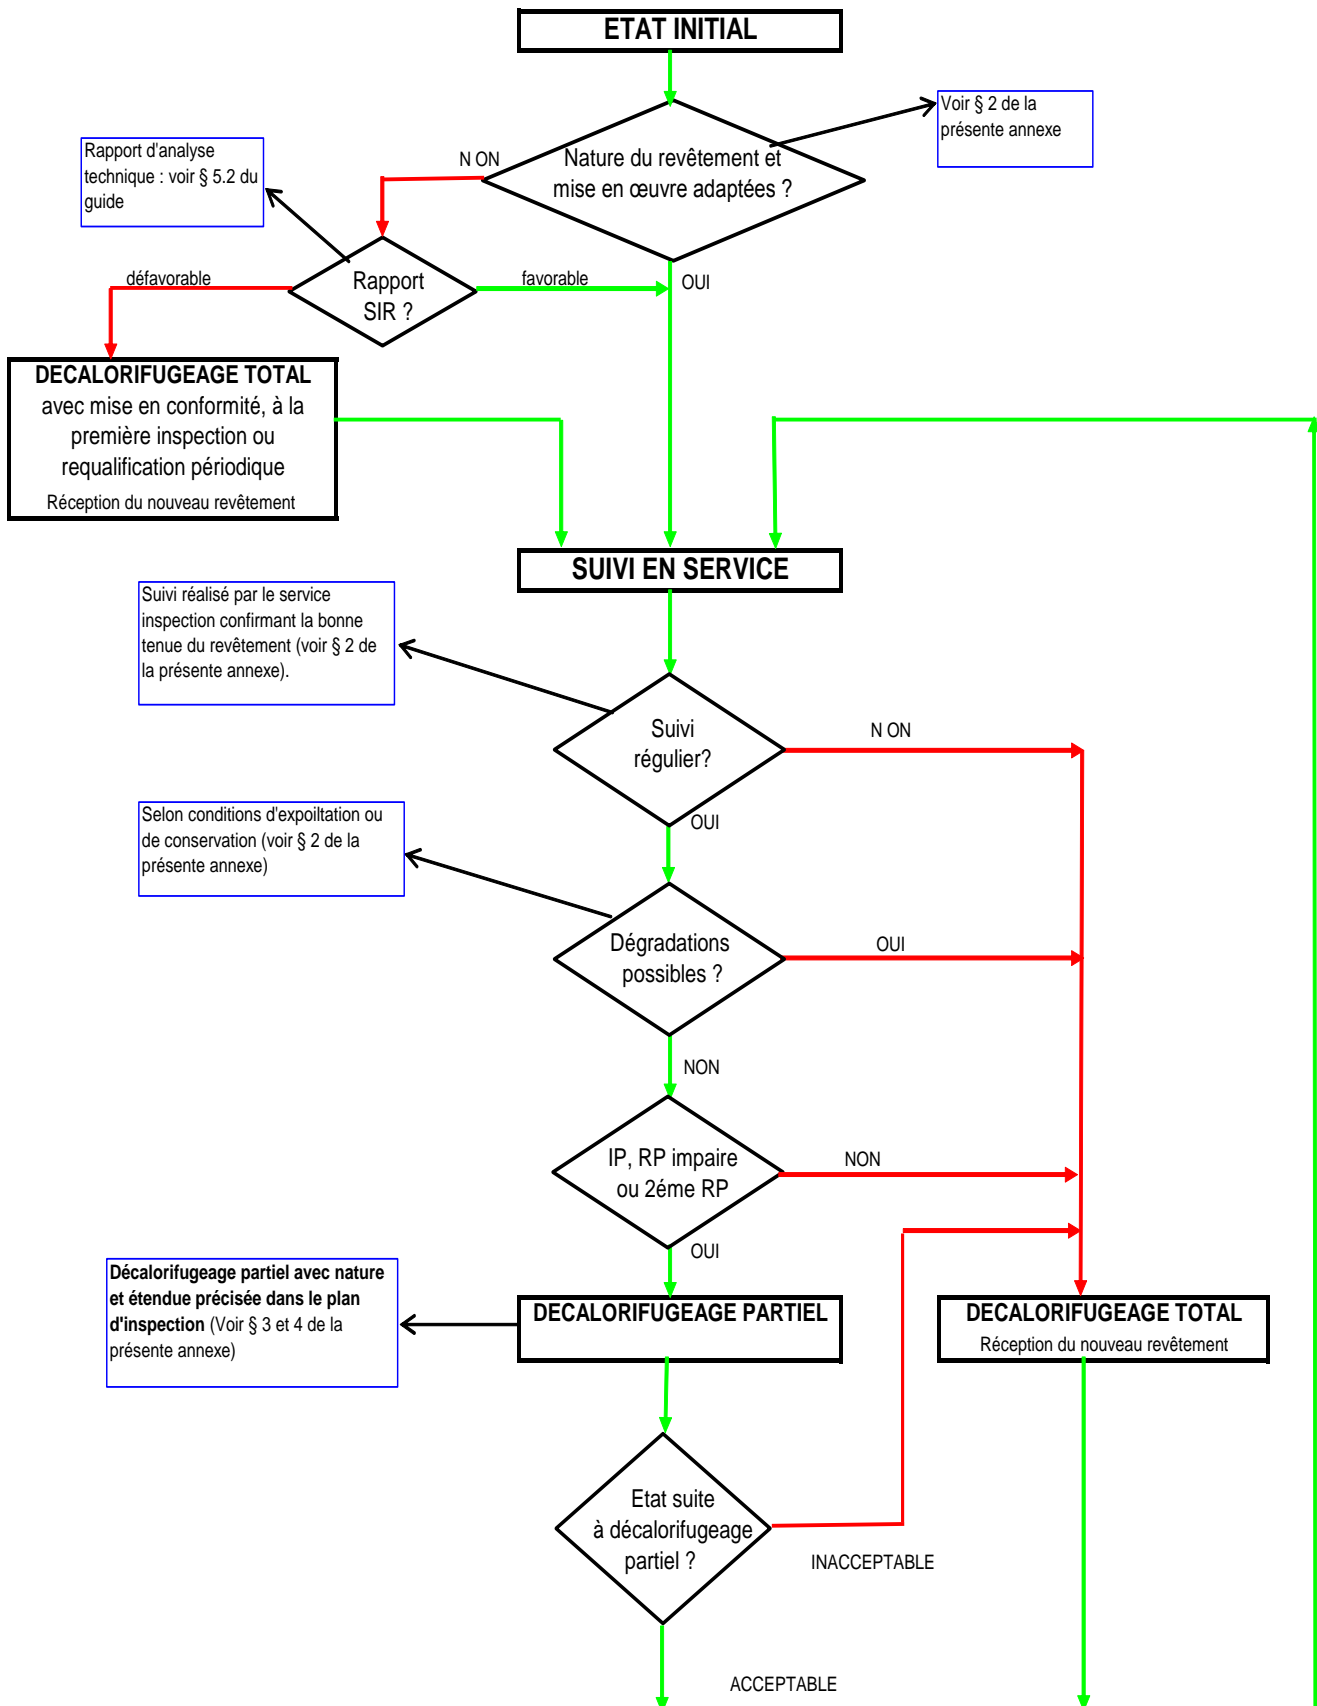 ETAT INITIAL
Voir § 2 de la
présente annexe
Nature du revêtement et
mise en œuvre adaptées ?
N ON
Rapport d'analyse
technique : voir § 5.2 du
guide
défavorable
Rapport
SIR ?
favorable
OUI
DECALORIFUGEAGE TOTAL
avec mise en conformité, à la
première inspection ou
requalification périodique
Réception du nouveau revêtement
SUIVI EN SERVICE
Suivi réalisé par le service
inspection confirmant la bonne
tenue du revêtement (voir § 2 de
la présente annexe).
Suivi
régulier?
N ON
OUI
Selon conditions d'expoiltation ou
de conservation (voir § 2 de la
présente annexe)
Dégradations
possibles ?
OUI
NON
IP, RP impaire
ou 2éme RP
NON
OUI
Décalorifugeage partiel avec nature
et étendue précisée dans le plan
d'inspection (Voir § 3 et 4 de la
présente annexe)
DECALORIFUGEAGE PARTIEL
DECALORIFUGEAGE TOTAL
Réception du nouveau revêtement
Etat suite
à décalorifugeage
partiel ?
INACCEPTABLE
ACCEPTABLE